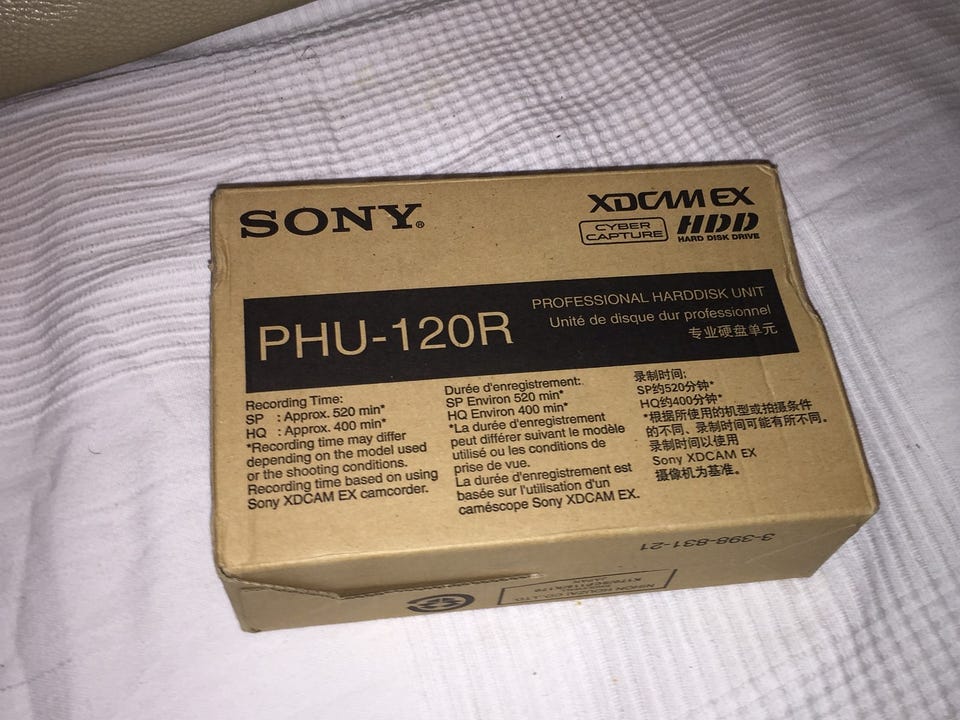 SONY®
XDCAM EX
CYBER
CAPTURE
HDD
HARD DISK DRIVE
PHU-120R
PROFESSIONAL HARDDISK UNIT
Unité de disque dur professionnel
专业硬盘单元
Recording Time:
SP : Approx. 520 min*
HQ : Approx. 400 min*
*Recording time may differ
depending on the model used
or the shooting conditions.
Recording time based on using
Sony XDCAM EX camcorder.
Durée d'enregistrement:
SP Environ 520 min*
HQ Environ 400 min*
*La durée d'enregistrement
peut différer suivant le modèle
utilisé ou les conditions de
prise de vue.
La durée d'enregistrement est
basée sur l'utilisation d'un
caméscope Sony XDCAM EX.
录制时间:
SP约520分钟*
HQ约400分钟*
*根据所使用的机型或拍摄条件
的不同，录制时间可能有所不同。
录制时间以使用
Sony XDCAM EX
摄像机为基准。
3-398-831-21
CO.,LTD
JAPAN